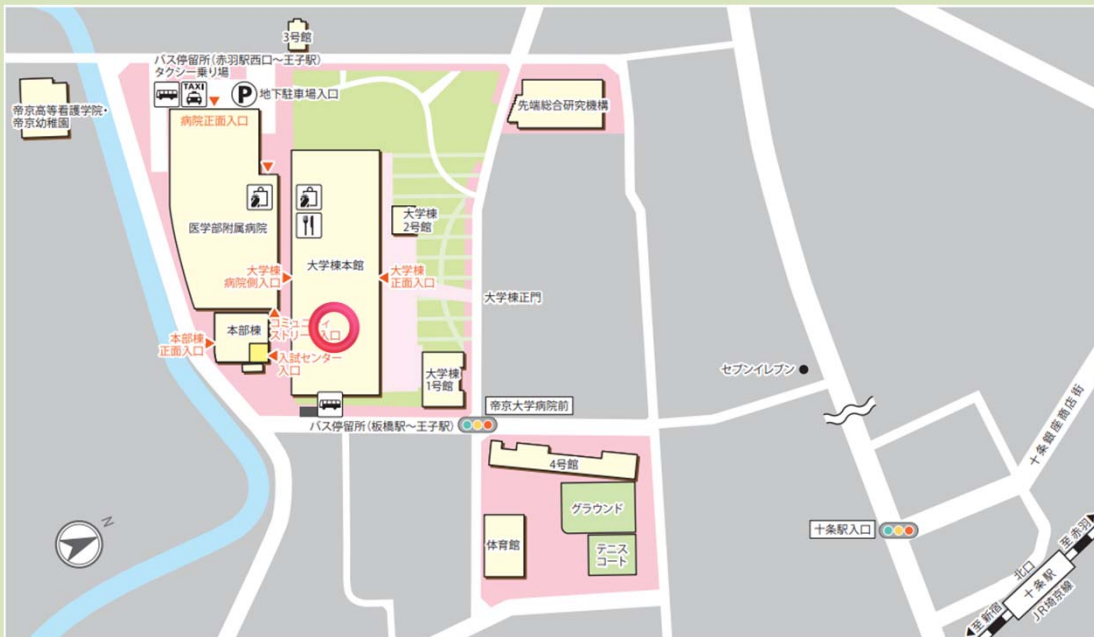 3号館
バス停留所(赤羽駅西口～王子駅)
タクシー乗り場
TAXI
P
地下駐車場入口
帝京高等看護学院・
帝京幼稚園
病院正面入口
先端総合研究機構
医学部附属病院
大学棟
2号館
大学棟本館
大学棟
病院側入口
大学棟
正面入口
大学棟正門
コミュニティ
ストリート入口
本部棟
本部棟
正面入口
入試センター
入口
大学棟
1号館
セブンイレブン
帝京大学病院前
バス停留所(板橋駅～王子駅)
十条銀座商店街
4号館
グラウンド
十条駅入口
体育館
テニス
コート
N
至赤羽
北口
十条駅
JR埼京線
至新宿